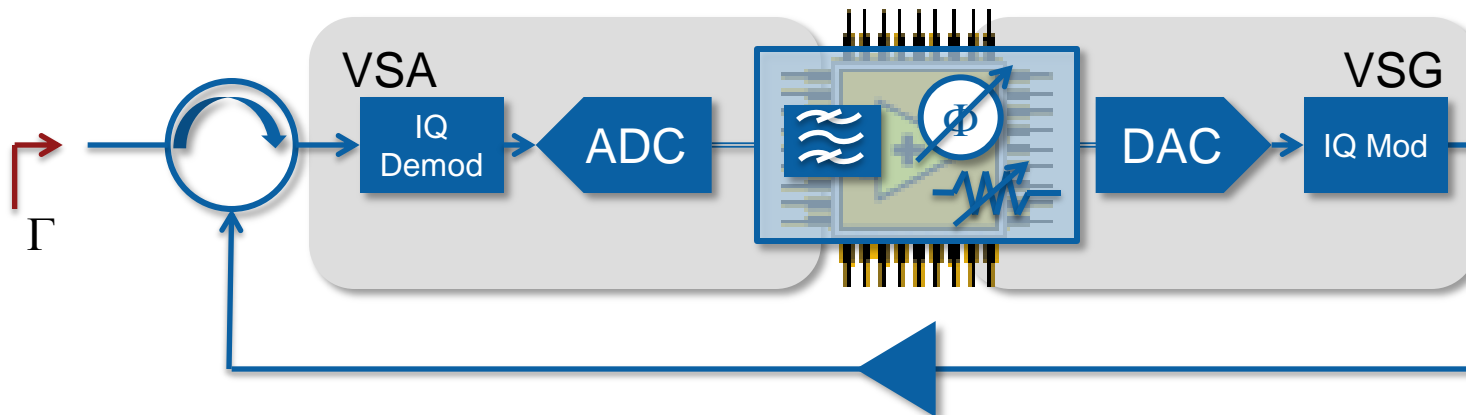 VSA
VSG
IQ
Demod
ADC
Φ
DAC
IQ Mod
Γ